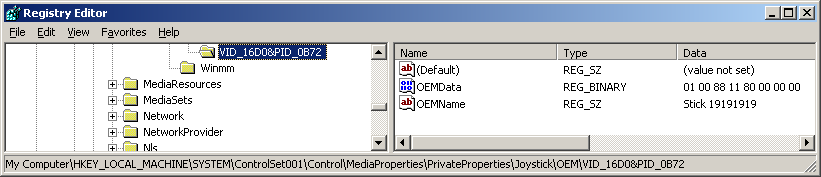 Registry Editor
File Edit View Favorites Help
VID_16D0&PID_0B72
Winmm
MediaResources
MediaSets
Network
NetworkProvider
Nls
Name Type Data
(Default) REG_SZ (value not set)
OEMData REG_BINARY 01 00 88 11 80 00 00 00
OEMName REG_SZ Stick 19191919
My Computer\HKEY_LOCAL_MACHINE\SYSTEM\ControlSet001\Control\MediaProperties\PrivateProperties\Joystick\OEM\VID_16D0&PID_0B72